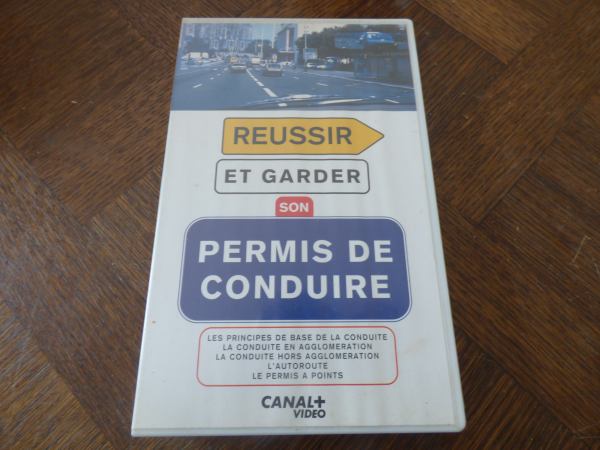 REUSSIR
ET GARDER
SON
PERMIS DE
CONDUIRE
LES PRINCIPES DE BASE DE LA CONDUITE
LA CONDUITE EN AGGLOMERATION
LA CONDUITE HORS AGGLOMERATION
L'AUTOROUTE
LE PERMIS A POINTS
CANAL+
VIDEO